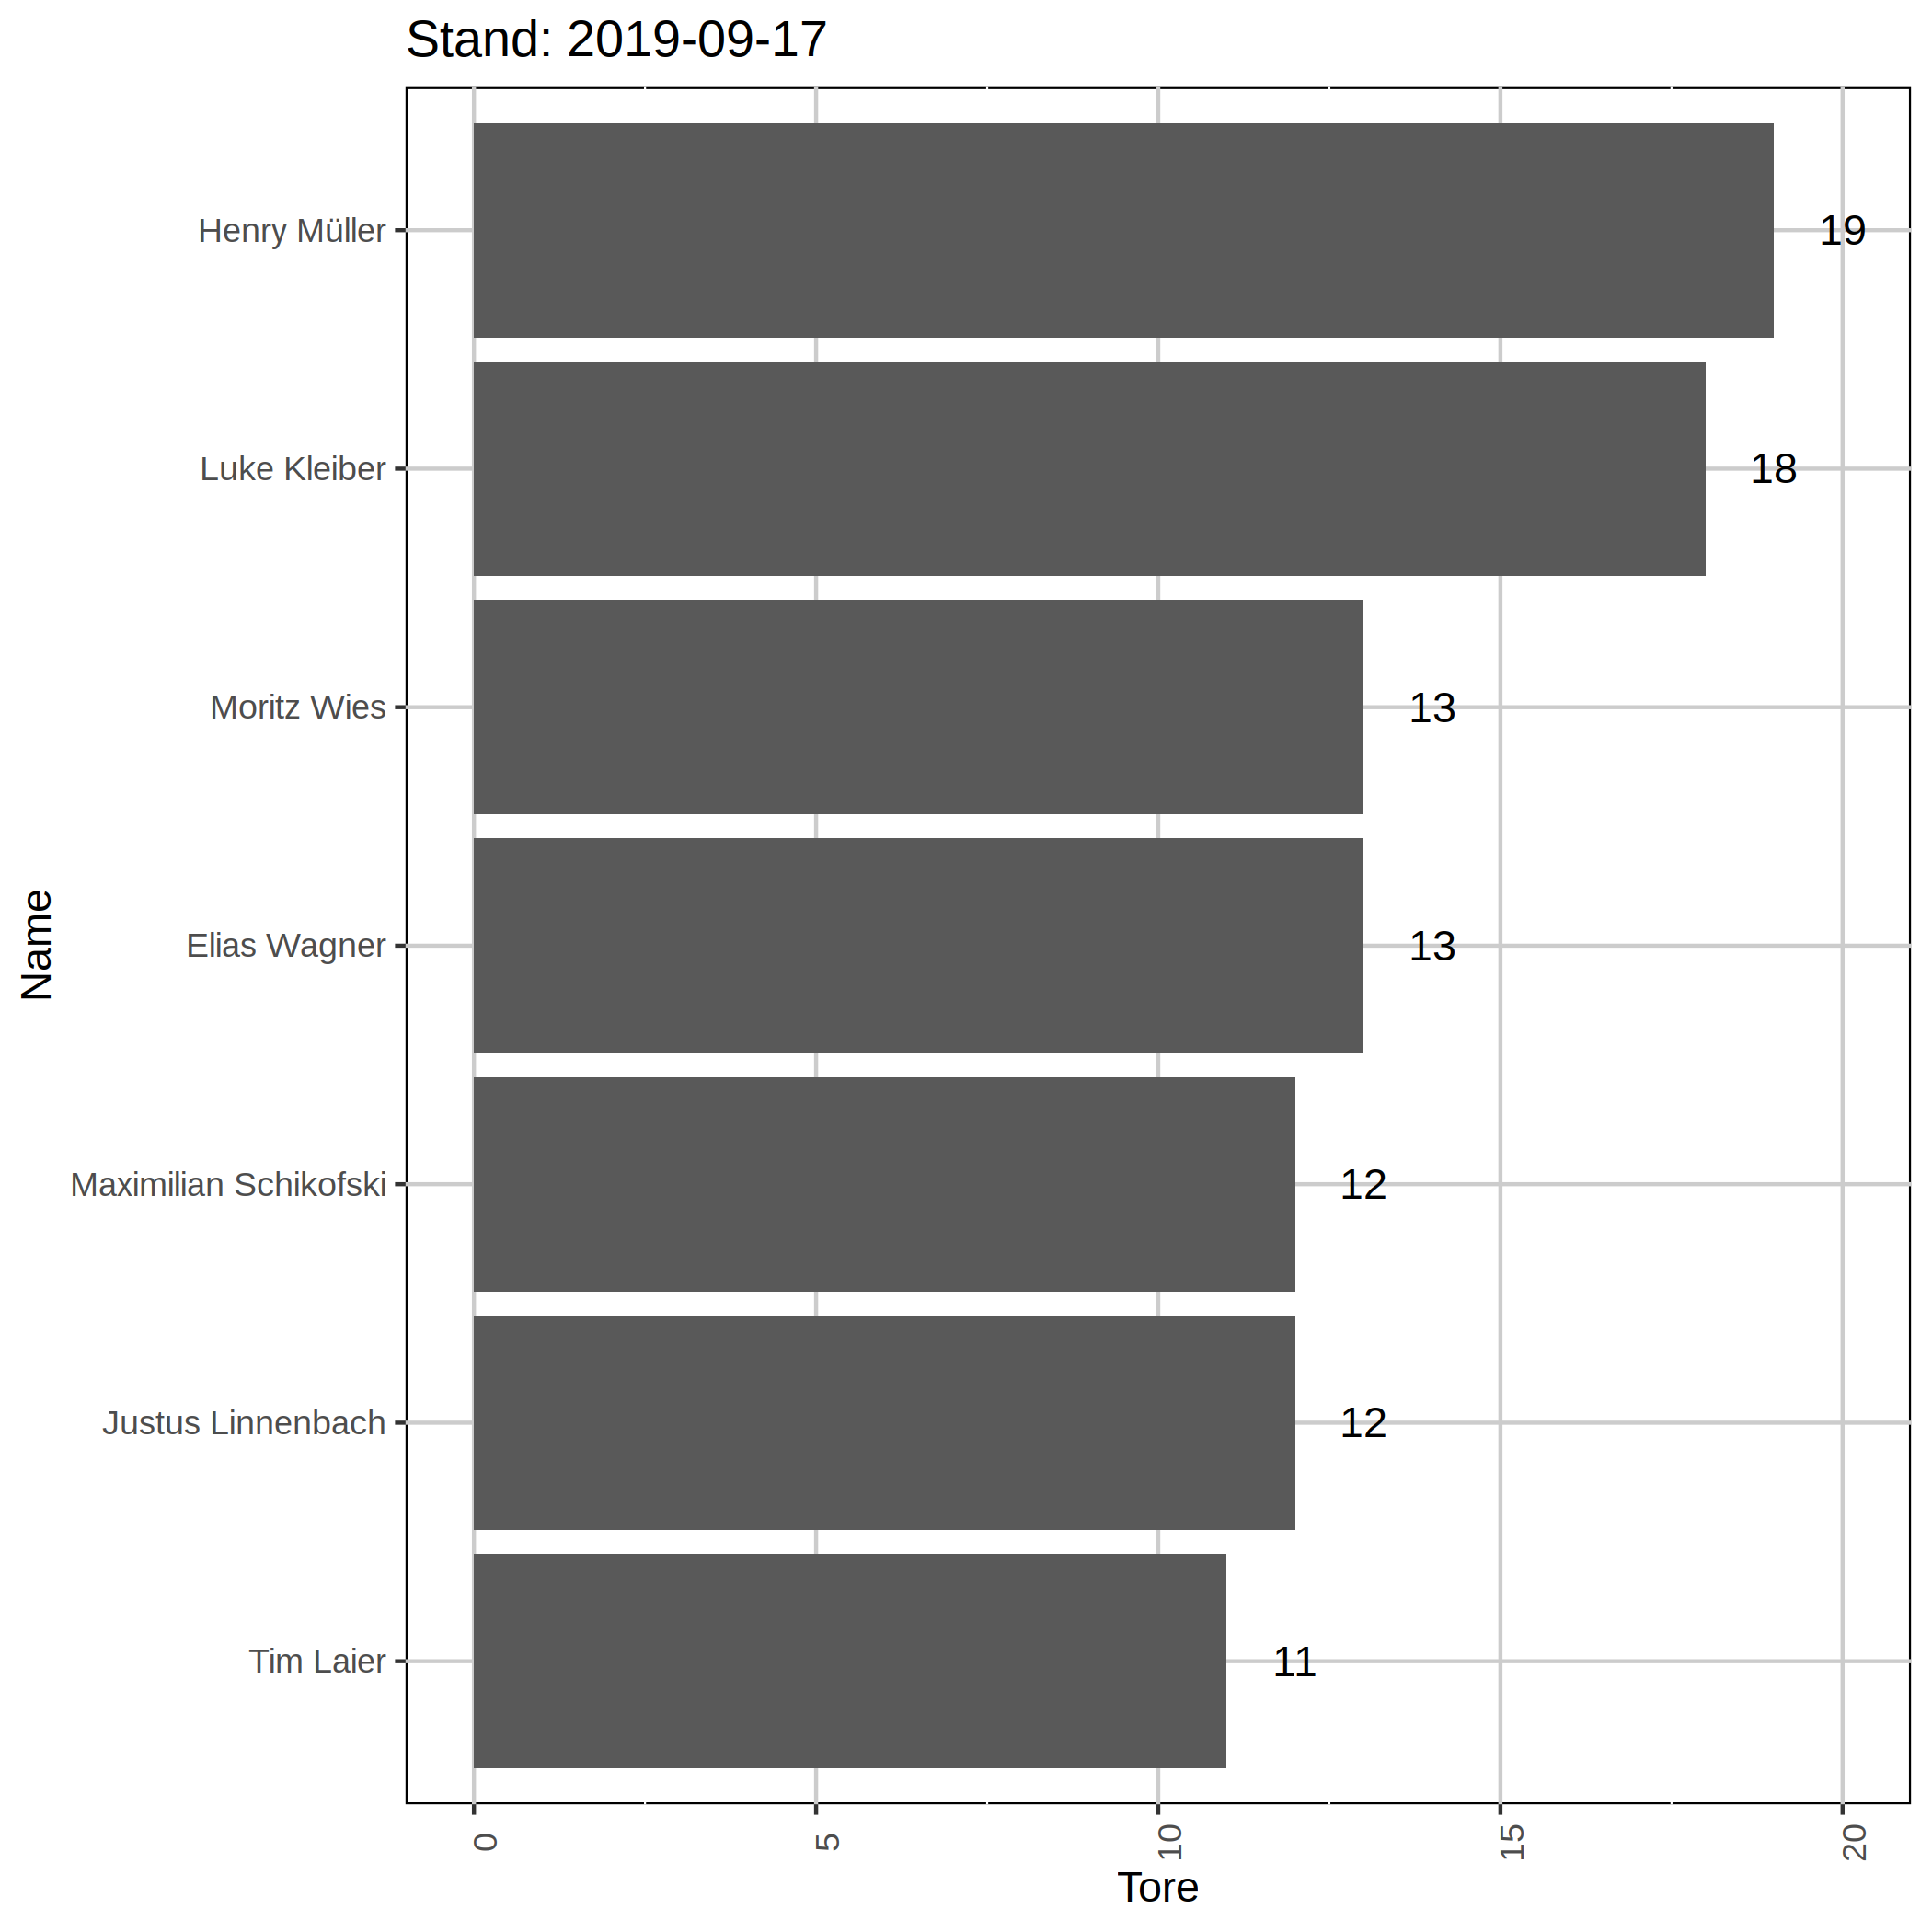 Stand: 2019-09-17
Henry Müller
19
Luke Kleiber
18
Moritz Wies
13
Elias Wagner
13
Maximilian Schikofski
12
Justus Linnenbach
12
Tim Laier
11
Name
0
5
10
15
20
Tore